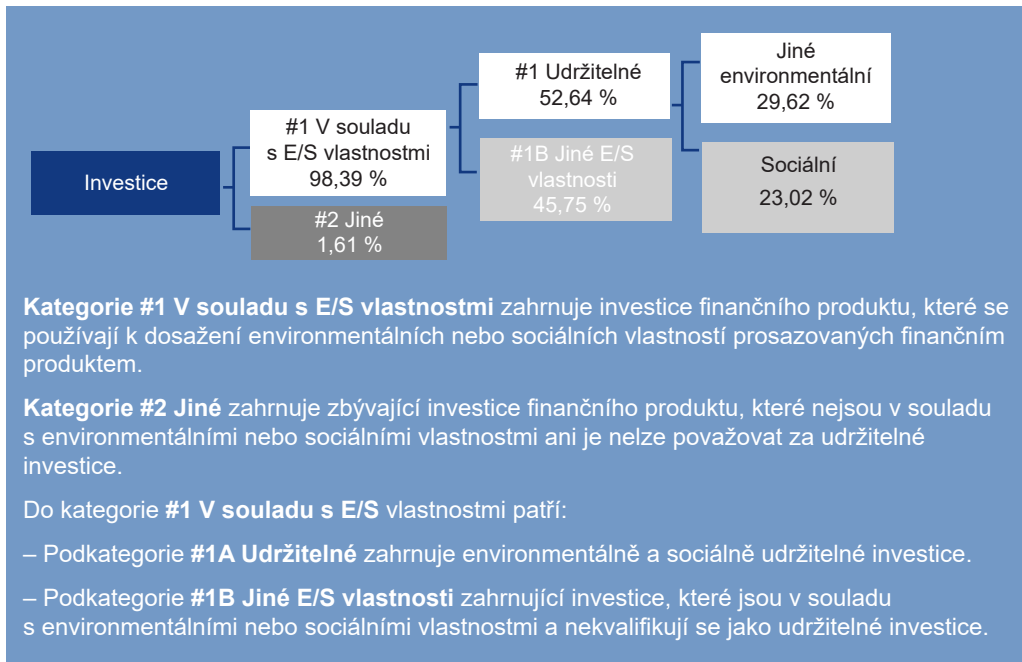 Investice
#1 V souladu
s E/S vlastnostmi
98,39 %
#2 Jiné
1,61 %
#1 Udržitelné
52,64 %
#1B Jiné E/S
vlastnosti
45,75 %
Jiné
environmentální
29,62 %
Sociální
23,02 %
Kategorie #1 V souladu s E/S vlastnostmi zahrnuje investice finančního produktu, které se
používají k dosažení environmentálních nebo sociálních vlastností prosazovaných finančním
produktem.
Kategorie #2 Jiné zahrnuje zbývající investice finančního produktu, které nejsou v souladu
s environmentálními nebo sociálními vlastnostmi ani je nelze považovat za udržitelné
investice.
Do kategorie #1 V souladu s E/S vlastnostmi patří:
– Podkategorie #1A Udržitelné zahrnuje environmentálně a sociálně udržitelné investice.
– Podkategorie #1B Jiné E/S vlastnosti zahrnující investice, které jsou v souladu
s environmentálními nebo sociálními vlastnostmi a nekvalifikují se jako udržitelné investice.